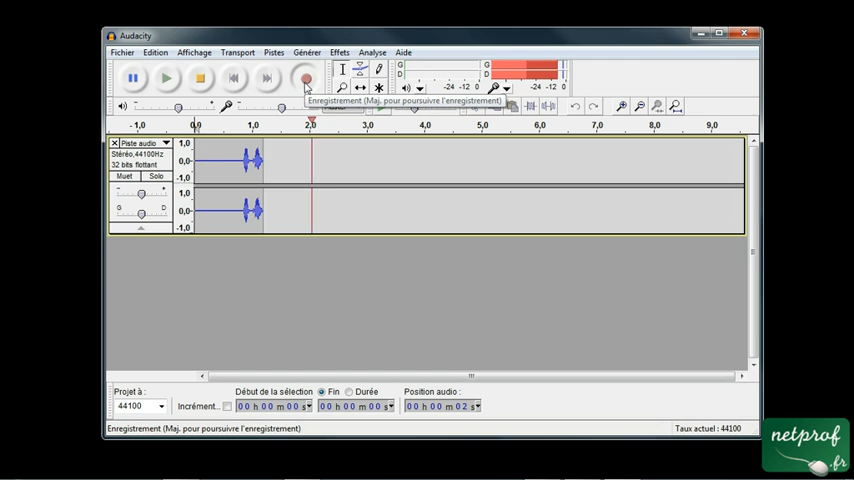 Audacity
Fichier Edition Affichage Transport Pistes Générer Effets Analyse Aide
G G
D D
-24 -12 0 -24 -12 0
Enregistrement (Maj. pour poursuivre l'enregistrement)
- 1,0 0,0 1,0 2,0 3,0 4,0 5,0 6,0 7,0 8,0 9,0
Piste audio 1,0
Stéréo,44100Hz
32 bits flottant 0,0
Muet Solo -1,0
- + 1,0
G D 0,0
-1,0
Projet à : Début de la sélection Fin Durée Position audio :
44100 Incrément... 00 h 00 m 00 s 00 h 00 m 00 s 00 h 00 m 02 s
Enregistrement (Maj. pour poursuivre l'enregistrement) Taux actuel : 44100
netprof
.fr